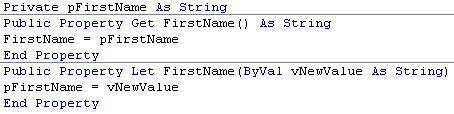 Private pFirstName As String
Public Property Get FirstName() As String
FirstName = pFirstName
End Property
Public Property Let FirstName(ByVal vNewValue As String)
pFirstName = vNewValue
End Property